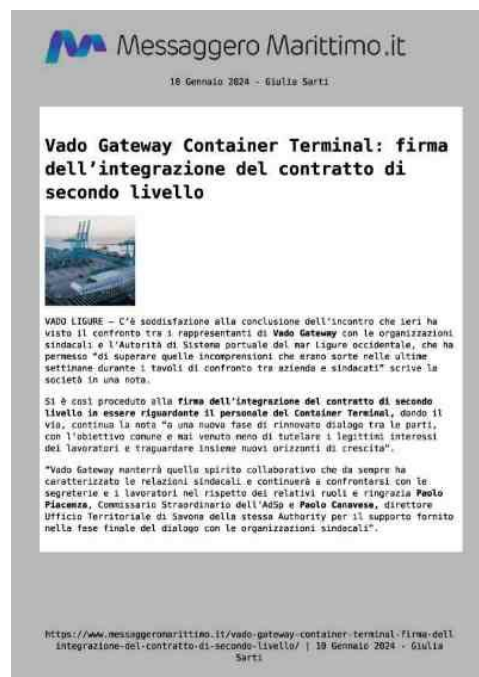 Messaggero Marittimo.it
10 Gennaio 2024 - Giulia Sarti
Vado Gateway Container Terminal: firma
dell'integrazione del contratto di
secondo livello
VADO LIGURE – C'è soddisfazione alla conclusione dell'incontro che ieri ha
visto il confronto tra i rappresentanti di Vado Gateway con le organizzazioni
sindacali e l'Autorità di Sistema portuale del mar Ligure occidentale, che ha
permesso "di superare quelle incomprensioni che erano sorte nelle ultime
settimane durante i tavoli di confronto tra azienda e sindacati" scrive la
società in una nota.
Si è così proceduto alla firma dell'integrazione del contratto di secondo
livello in essere riguardante il personale del Container Terminal, dando il
via, continua la nota "a una nuova fase di rinnovato dialogo tra le parti,
con l'obiettivo comune e mai venuto meno di tutelare i legittimi interessi
dei lavoratori e traguardare insieme nuovi orizzonti di crescita".
"Vado Gateway manterrà quello spirito collaborativo che da sempre ha
caratterizzato le relazioni sindacali e continuerà a confrontarsi con le
segreterie e i lavoratori nel rispetto dei relativi ruoli e ringrazia Paolo
Piacenza, Commissario Straordinario dell'AdSp e Paolo Canavese, direttore
Ufficio Territoriale di Savona della stessa Authority per il supporto fornito
nella fase finale del dialogo con le organizzazioni sindacali".
https://www.messaggeromarittimo.it/vado-gateway-container-terminal-firma-dell
integrazione-del-contratto-di-secondo-livello/ | 10 Gennaio 2024 - Giulia
Sarti